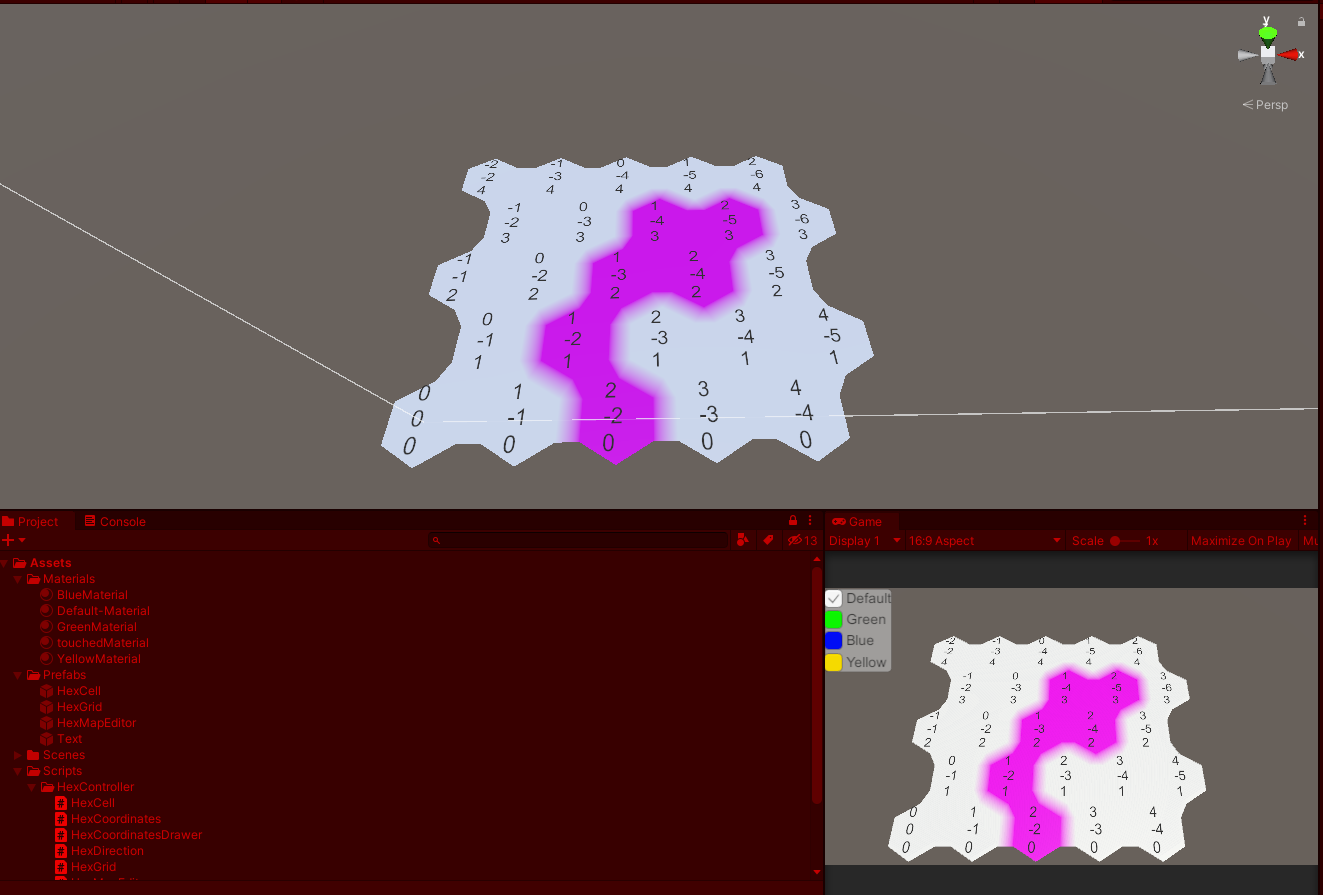 y
x
Persp
-2 -1 0 1 2
-2 -3 -4 -5 -6
4 4 4 4 4
-1 0 1 2 3
-2 -3 -4 -5 -6
3 3 3 3 3
-1 0 1 2 3
-1 -2 -3 -4 -5
2 2 2 2 2
0 1 2 3 4
-1 -2 -3 -4 -5
1 1 1 1 1
0 1 2 3 4
0 -1 -2 -3 -4
0 0 0 0 0
Project Console
13
Assets
Materials
BlueMaterial
Default-Material
GreenMaterial
touchedMaterial
YellowMaterial
Prefabs
HexCell
HexGrid
HexMapEditor
Text
Scenes
Scripts
HexController
HexCell
HexCoordinates
HexCoordinatesDrawer
HexDirection
HexGrid
Game
Display 1 16:9 Aspect Scale 1x Maximize On Play
Default
Green
Blue
Yellow
-2 -1 0 1 2
-2 -3 -4 -5 -6
4 4 4 4 4
-1 0 1 2 3
-2 -3 -4 -5 -6
3 3 3 3 3
-1 0 1 2 3
-1 -2 -3 -4 -5
2 2 2 2 2
0 1 2 3 4
-1 -2 -3 -4 -5
1 1 1 1 1
0 1 2 3 4
0 -1 -2 -3 -4
0 0 0 0 0